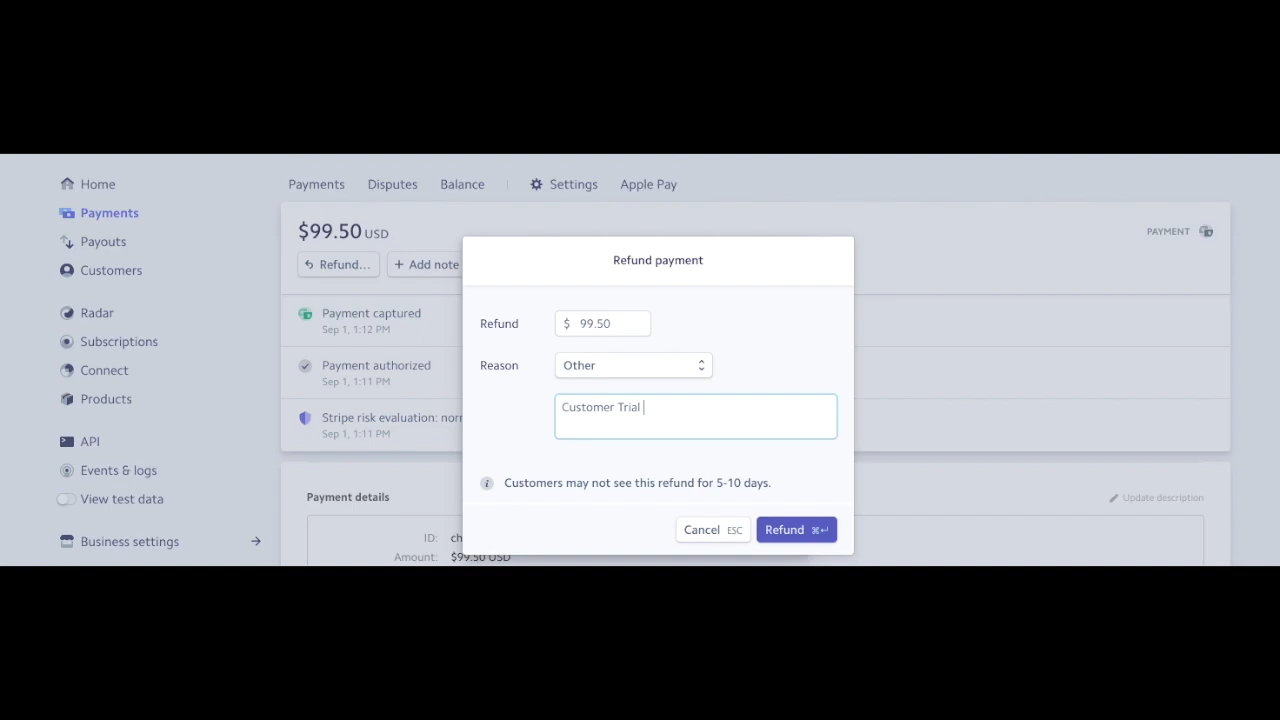 Home
Payments
Payouts
Customers
Radar
Subscriptions
Connect
Products
API
Events & logs
View test data
Business settings
Payments Disputes Balance Settings Apple Pay
$99.50 USD
PAYMENT
Refund...
+ Add note
Payment captured
Sep 1, 1:12 PM
Payment authorized
Sep 1, 1:11 PM
Stripe risk evaluation: norr
Sep 1, 1:11 PM
Payment details
Update description
ID: ch
Amount: $99.50 USD
Refund payment
Refund $ 99.50
Reason Other
Customer Trial
Customers may not see this refund for 5-10 days.
Cancel ESC Refund ⌘↵